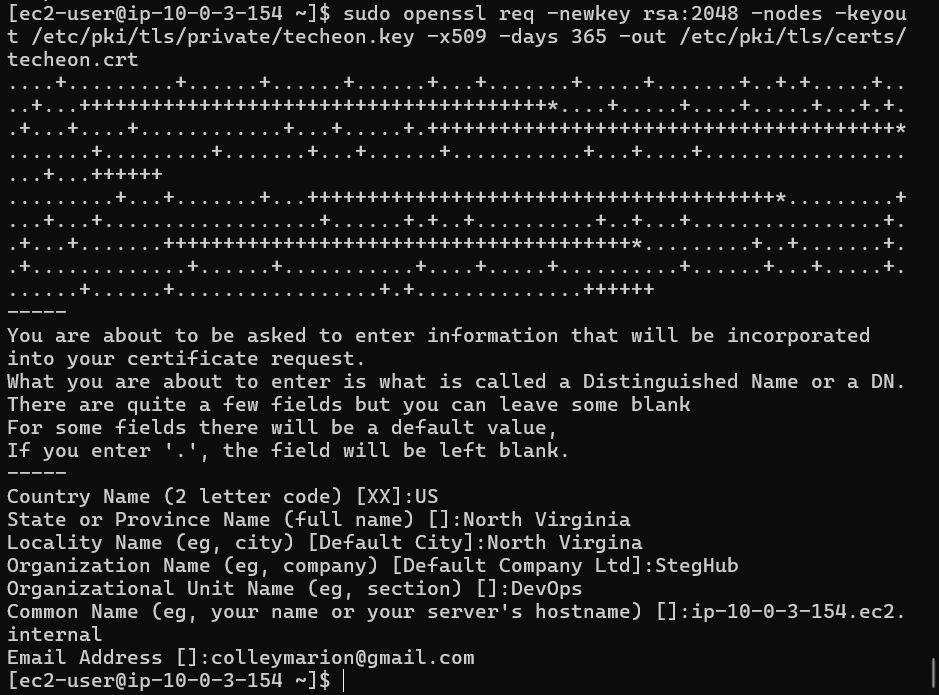 [ec2-user@ip-10-0-3-154 ~]$ sudo openssl req -newkey rsa:2048 -nodes -keyou
t /etc/pki/tls/private/techeon.key -x509 -days 365 -out /etc/pki/tls/certs/
techeon.crt
....+.........+......+......+......+...+.......+.....+.......+..+.+.....+..
..+...+++++++++++++++++++++++++++++++++++++++*....+.....+....+.....+...+.+.
.+...+....+............+...+.....+.+++++++++++++++++++++++++++++++++++++++*
.......+.........+.......+...+......+...........+...+....+.................
...+...++++++
.........+...+.......+...+++++++++++++++++++++++++++++++++++++++*.........+
...+...+..................+......+.+..+..........+..+...+................+.
.+...+.......+++++++++++++++++++++++++++++++++++++++*.........+..+.......+.
.+.............+......+...........+....+.....+..........+......+...+.....+.
......+......+.................+.+..............++++++
-----
You are about to be asked to enter information that will be incorporated
into your certificate request.
What you are about to enter is what is called a Distinguished Name or a DN.
There are quite a few fields but you can leave some blank
For some fields there will be a default value,
If you enter '.', the field will be left blank.
-----
Country Name (2 letter code) [XX]:US
State or Province Name (full name) []:North Virginia
Locality Name (eg, city) [Default City]:North Virgina
Organization Name (eg, company) [Default Company Ltd]:StegHub
Organizational Unit Name (eg, section) []:DevOps
Common Name (eg, your name or your server's hostname) []:ip-10-0-3-154.ec2.
internal
Email Address []:colleymarion@gmail.com
[ec2-user@ip-10-0-3-154 ~]$